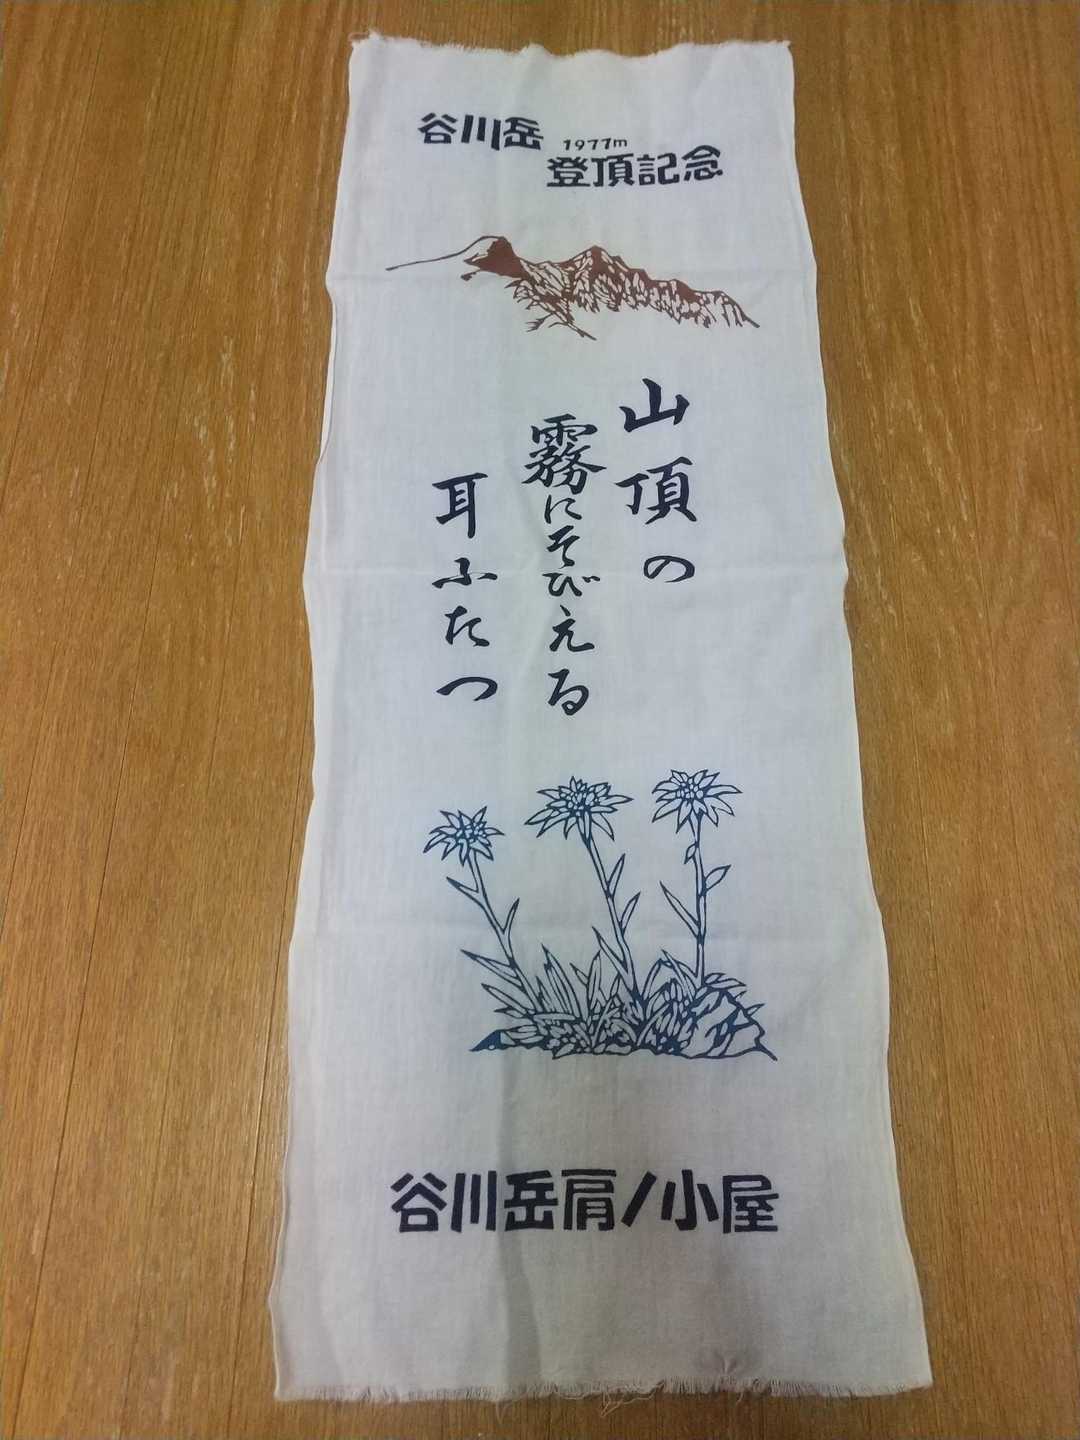 谷川岳
1977m
登頂記念
山頂の
霧にそびえる
耳ふたつ
谷川岳肩ノ小屋